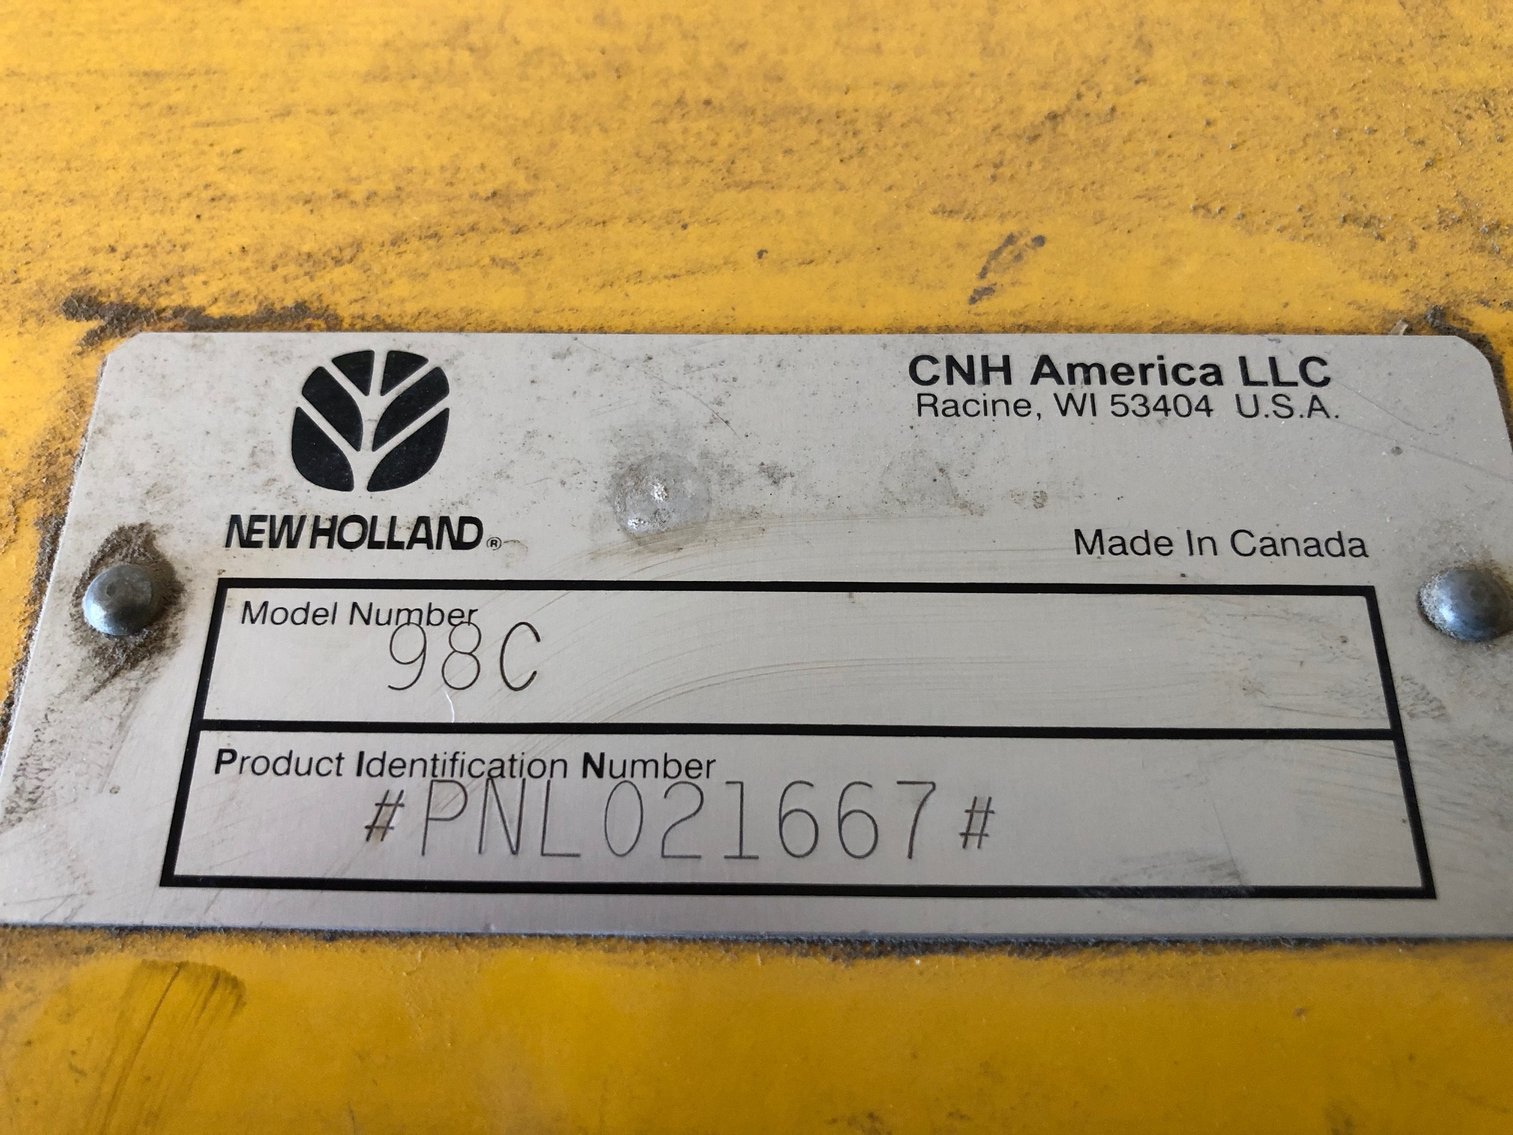 CNH America LLC
Racine, WI 53404 U.S.A.
NEW HOLLAND®
Made In Canada
Model Number
98C
Product Identification Number
#PNL021667#